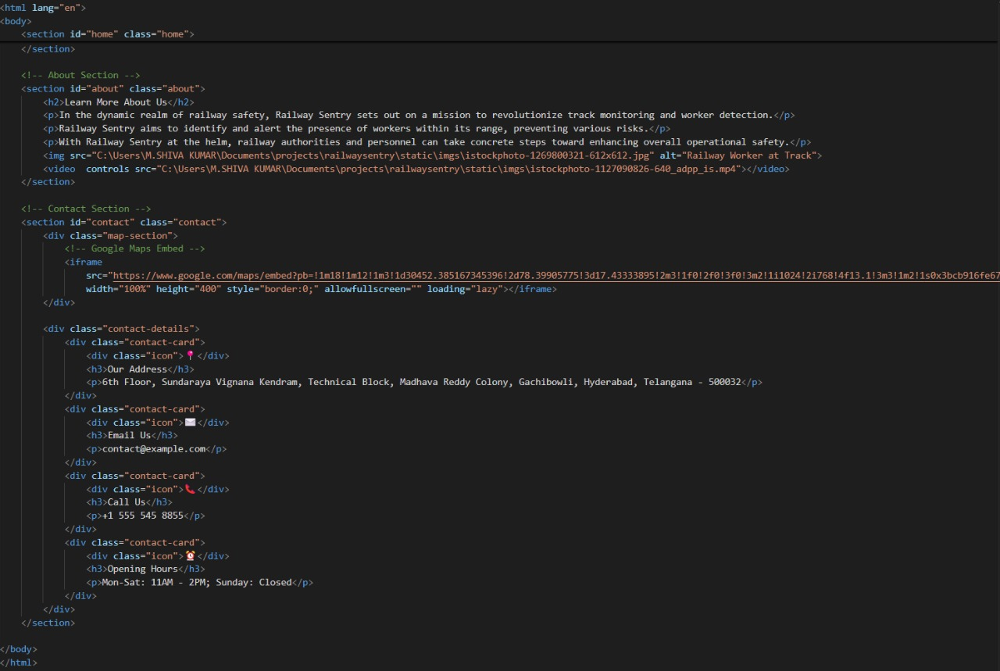 <html lang="en">
<body>
    <section id="home" class="home">
    </section>

    <!-- About Section -->
    <section id="about" class="about">
        <h2>Learn More About Us</h2>
        <p>In the dynamic realm of railway safety, Railway Sentry sets out on a mission to revolutionize track monitoring and worker detection.</p>
        <p>Railway Sentry aims to identify and alert the presence of workers within its range, preventing various risks.</p>
        <p>With Railway Sentry at the helm, railway authorities and personnel can take concrete steps toward enhancing overall operational safety.</p>
        <img src="C:\Users\M.SHIVA KUMAR\Documents\projects\railwaysentry\static\imgs\istockphoto-1269800321-612x612.jpg" alt="Railway Worker at Track">
        <video  controls src="C:\Users\M.SHIVA KUMAR\Documents\projects\railwaysentry\static\imgs\istockphoto-1127090826-640_adpp_is.mp4"></video>
    </section>

    <!-- Contact Section -->
    <section id="contact" class="contact">
        <div class="map-section">
            <!-- Google Maps Embed -->
            <iframe
                src="https://www.google.com/maps/embed?pb=!1m18!1m12!1m3!1d30452.385167345396!2d78.39905775!3d17.43333895!2m3!1f0!2f0!3f0!3m2!1i1024!2i768!4f13.1!3m3!1m2!1s0x3bcb916fe67
                width="100%" height="400" style="border:0;" allowfullscreen="" loading="lazy"></iframe>
        </div>

        <div class="contact-details">
            <div class="contact-card">
                <div class="icon">📍</div>
                <h3>Our Address</h3>
                <p>6th Floor, Sundaraya Vignana Kendram, Technical Block, Madhava Reddy Colony, Gachibowli, Hyderabad, Telangana - 500032</p>
            </div>
            <div class="contact-card">
                <div class="icon">✉️</div>
                <h3>Email Us</h3>
                <p>contact@example.com</p>
            </div>
            <div class="contact-card">
                <div class="icon">📞</div>
                <h3>Call Us</h3>
                <p>+1 555 545 8855</p>
            </div>
            <div class="contact-card">
                <div class="icon">⏰</div>
                <h3>Opening Hours</h3>
                <p>Mon-Sat: 11AM - 2PM; Sunday: Closed</p>
            </div>
        </div>
    </section>

</body>
</html>